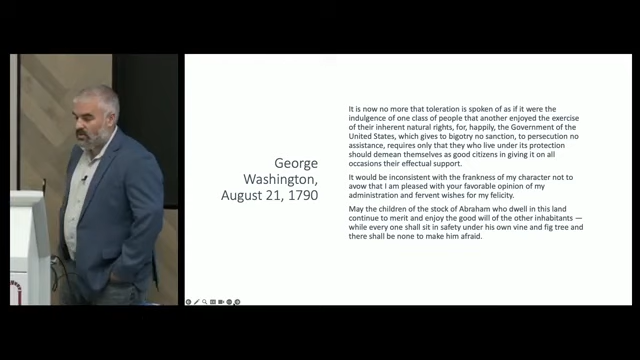 George
Washington,
August 21, 1790
It is now no more that toleration is spoken of as if it were the
indulgence of one class of people that another enjoyed the exercise
of their inherent natural rights, for, happily, the Government of the
United States, which gives to bigotry no sanction, to persecution no
assistance, requires only that they who live under its protection
should demean themselves as good citizens in giving it on all
occasions their effectual support.
It would be inconsistent with the frankness of my character not to
avow that I am pleased with your favorable opinion of my
administration and fervent wishes for my felicity.
May the children of the stock of Abraham who dwell in this land
continue to merit and enjoy the good will of the other inhabitants —
while every one shall sit in safety under his own vine and fig tree and
there shall be none to make him afraid.